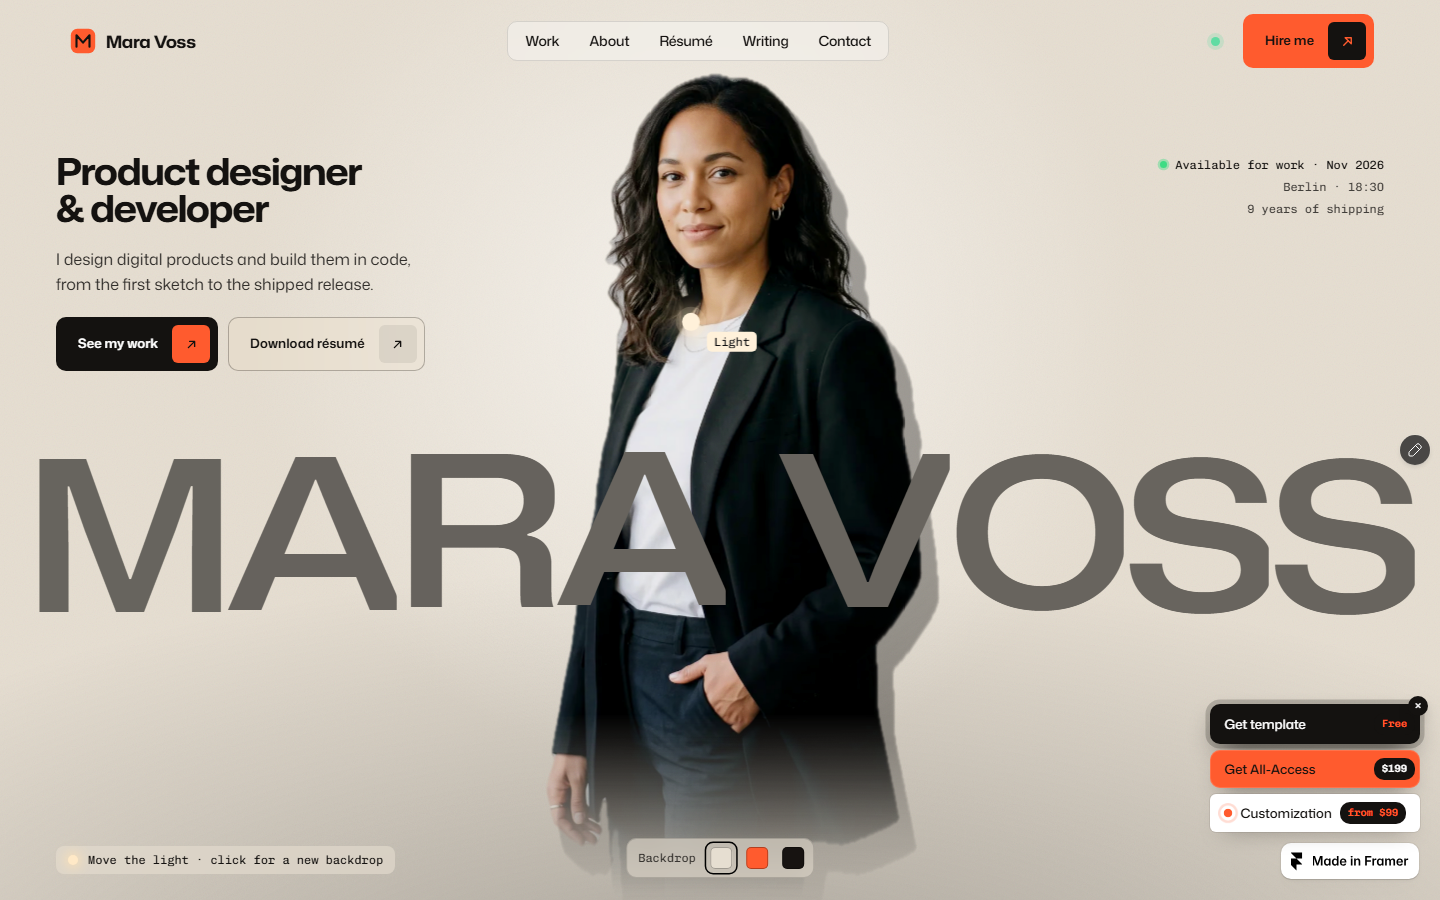 Mara Voss
Work
About
Résumé
Writing
Contact
Hire me
Product designer
& developer
I design digital products and build them in code,
from the first sketch to the shipped release.
See my work
Download résumé
Available for work · Nov 2026
Berlin · 18:30
9 years of shipping
Light
MARA VOSS
Get template Free
Get All-Access $199
Customization from $99
Move the light · click for a new backdrop
Backdrop
Made in Framer